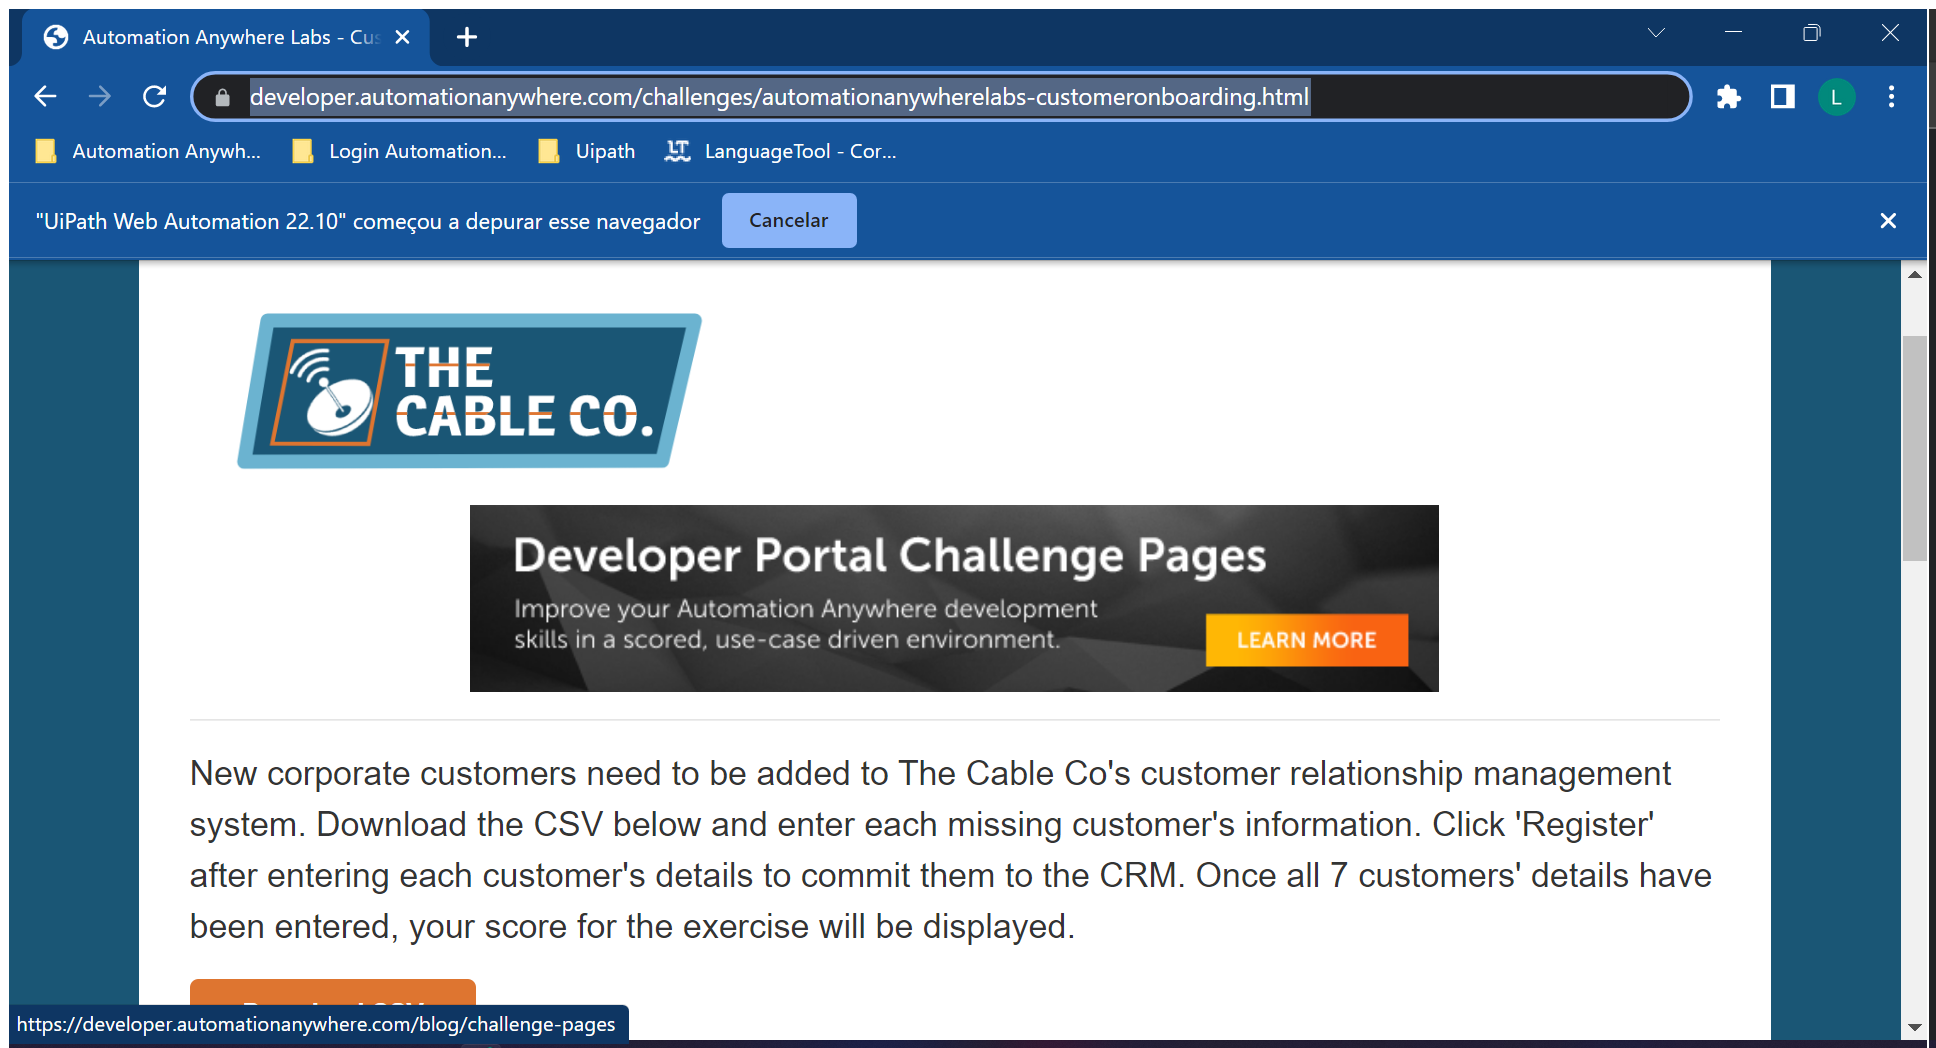 Automation Anywhere Labs - Cus
developer.automationanywhere.com/challenges/automationanywherelabs-customeronboarding.html
L
Automation Anywh...
Login Automation...
Uipath
LT LanguageTool - Cor...
"UiPath Web Automation 22.10" começou a depurar esse navegador
Cancelar
THE
CABLE CO.
Developer Portal Challenge Pages
Improve your Automation Anywhere development
skills in a scored, use-case driven environment.
LEARN MORE
New corporate customers need to be added to The Cable Co's customer relationship management
system. Download the CSV below and enter each missing customer's information. Click 'Register'
after entering each customer's details to commit them to the CRM. Once all 7 customers' details have
been entered, your score for the exercise will be displayed.
https://developer.automationanywhere.com/blog/challenge-pages